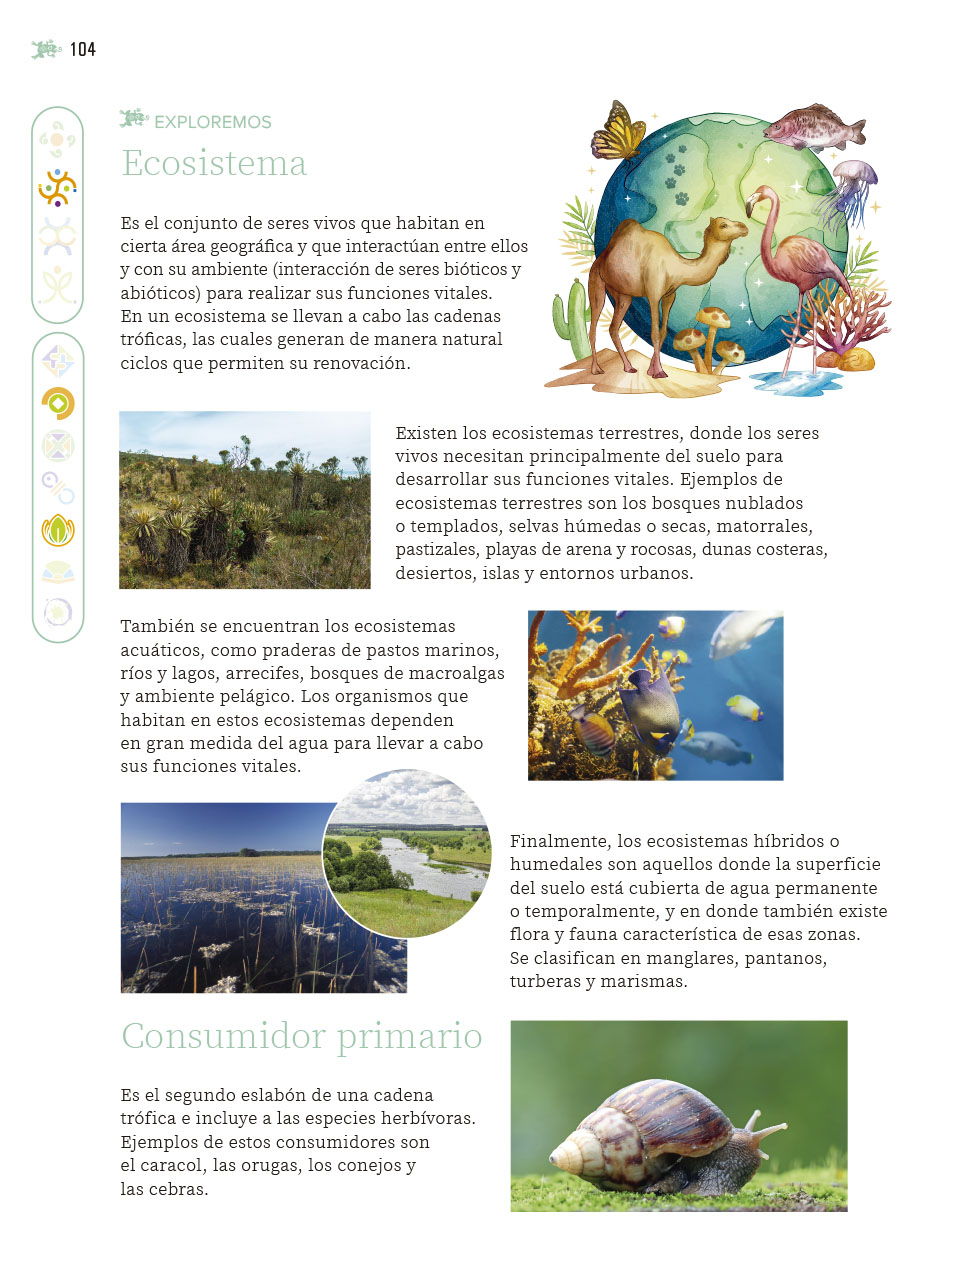 104
EXPLOREMOS
Ecosistema
Es el conjunto de seres vivos que habitan en
cierta área geográfica y que interactúan entre ellos
y con su ambiente (interacción de seres bióticos y
abióticos) para realizar sus funciones vitales.
En un ecosistema se llevan a cabo las cadenas
tróficas, las cuales generan de manera natural
ciclos que permiten su renovación.
Existen los ecosistemas terrestres, donde los seres
vivos necesitan principalmente del suelo para
desarrollar sus funciones vitales. Ejemplos de
ecosistemas terrestres son los bosques nublados
o templados, selvas húmedas o secas, matorrales,
pastizales, playas de arena y rocosas, dunas costeras,
desiertos, islas y entornos urbanos.
También se encuentran los ecosistemas
acuáticos, como praderas de pastos marinos,
ríos y lagos, arrecifes, bosques de macroalgas
y ambiente pelágico. Los organismos que
habitan en estos ecosistemas dependen
en gran medida del agua para llevar a cabo
sus funciones vitales.
Finalmente, los ecosistemas híbridos o
humedales son aquellos donde la superficie
del suelo está cubierta de agua permanente
o temporalmente, y en donde también existe
flora y fauna característica de esas zonas.
Se clasifican en manglares, pantanos,
turberas y marismas.
Consumidor primario
Es el segundo eslabón de una cadena
trófica e incluye a las especies herbívoras.
Ejemplos de estos consumidores son
el caracol, las orugas, los conejos y
las cebras.